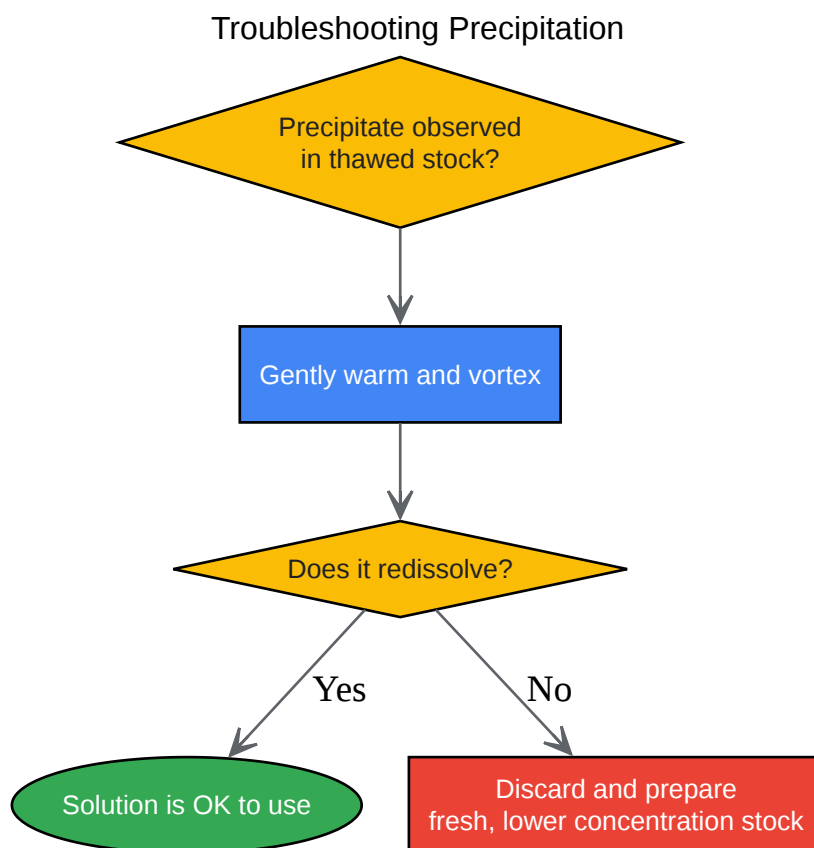 Troubleshooting Precipitation
Precipitate observed
in thawed stock?
Gently warm and vortex
Does it redissolve?
Yes
No
Solution is OK to use
Discard and prepare
fresh, lower concentration stock